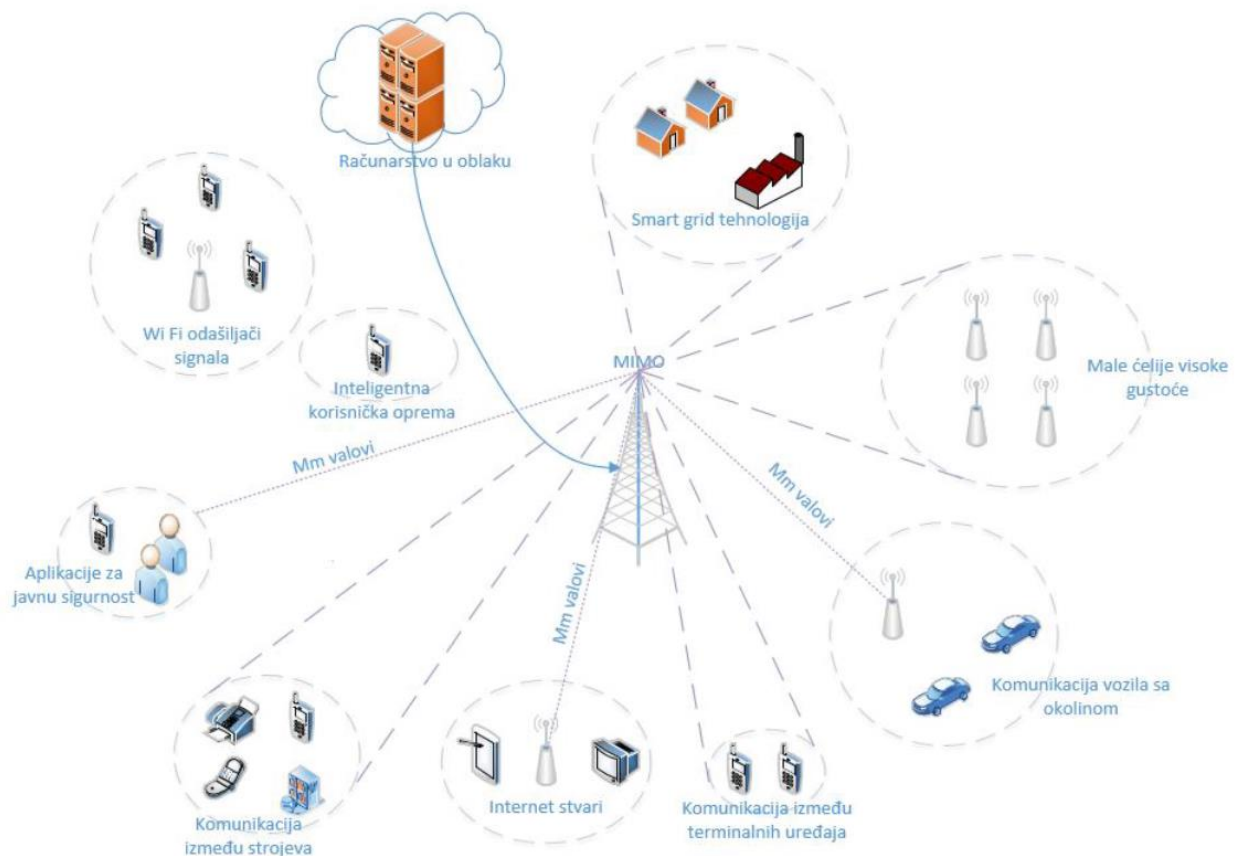 Računarstvo u oblaku
Smart grid tehnologija
Wi Fi odašiljači
signala
Inteligentna
korisnička oprema
MIMO
Male ćelije visoke
gustoće
Mm valovi
Mm valovi
Mm valovi
Aplikacije za
javnu sigurnost
Komunikacija vozila sa
okolinom
Komunikacija
između strojeva
Internet stvari
Komunikacija između
terminalnih uređaja